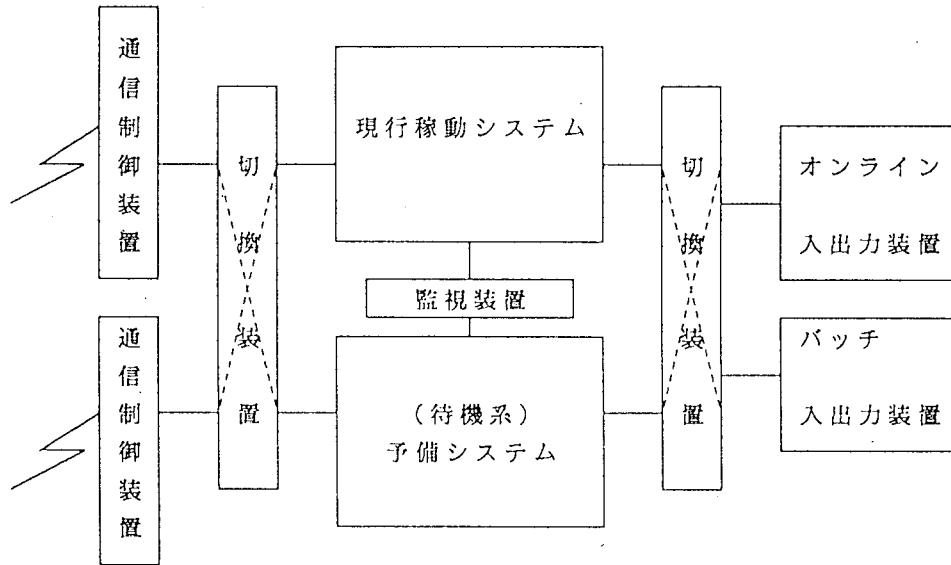 通信制御装置
切換装置
現行稼動システム
切換装置
オンライン
入出力装置
監視装置
通信制御装置
(待機系)
予備システム
バッチ
入出力装置